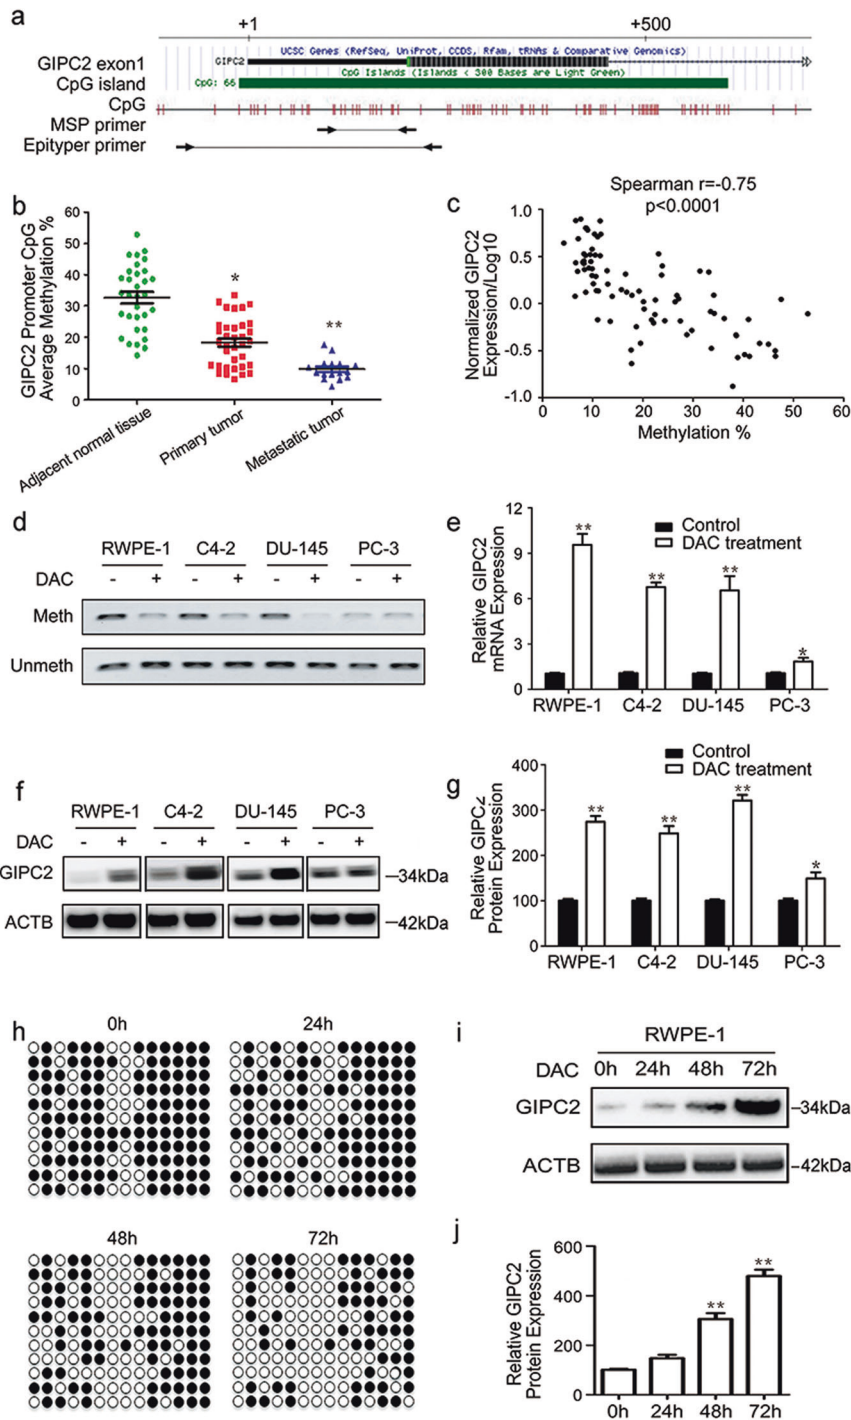 a
+1
+500
UCSC Genes (RefSeq, UniProt, CCDS, Rfam, tRNAs & Comparative Genomics)
GIPC2 exon1
GIPC2
CpG Islands (Islands < 300 Bases are Light Green)
CpG island
CpG: 66
CpG
MSP primer
Epityper primer
b
GIPC2 Promoter CpG
Average Methylation %
60
50
40
30
20
10
0
*
**
Adjacent normal tissue
Primary tumor
Metastatic tumor
c
Spearman r=-0.75
p<0.0001
Normalized GIPC2
Expression/Log10
1.0
0.5
0.0
-0.5
-1.0
0 10 20 30 40 50 60
Methylation %
d
RWPE-1 C4-2 DU-145 PC-3
DAC - + - + - + - +
Meth
Unmeth
e
Control
DAC treatment
Relative GIPC2
mRNA Expression
12
9
6
3
0
** ** ** *
RWPE-1 C4-2 DU-145 PC-3
f
RWPE-1 C4-2 DU-145 PC-3
DAC - + - + - + - +
GIPC2 –34kDa
ACTB –42kDa
g
Control
DAC treatment
Relative GIPC2
Protein Expression
400
300
200
100
0
** ** ** *
RWPE-1 C4-2 DU-145 PC-3
h
0h 24h
48h 72h
i
RWPE-1
DAC 0h 24h 48h 72h
GIPC2 –34kDa
ACTB –42kDa
j
Relative GIPC2
Protein Expression
600
400
200
0
** **
0h 24h 48h 72h